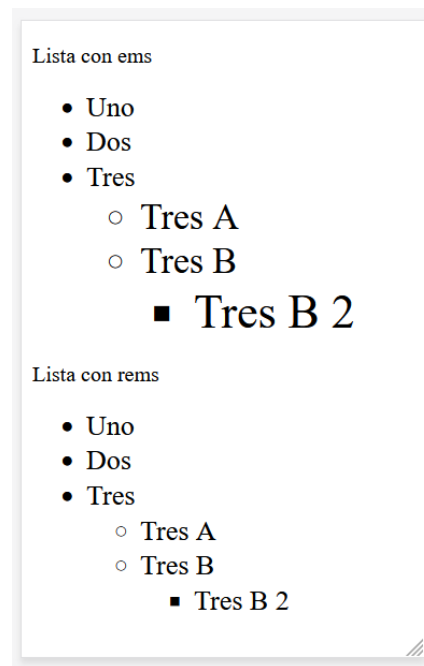 Lista con ems
Uno
Dos
Tres
Tres A
Tres B
Tres B 2
Lista con rems
Uno
Dos
Tres
Tres A
Tres B
Tres B 2